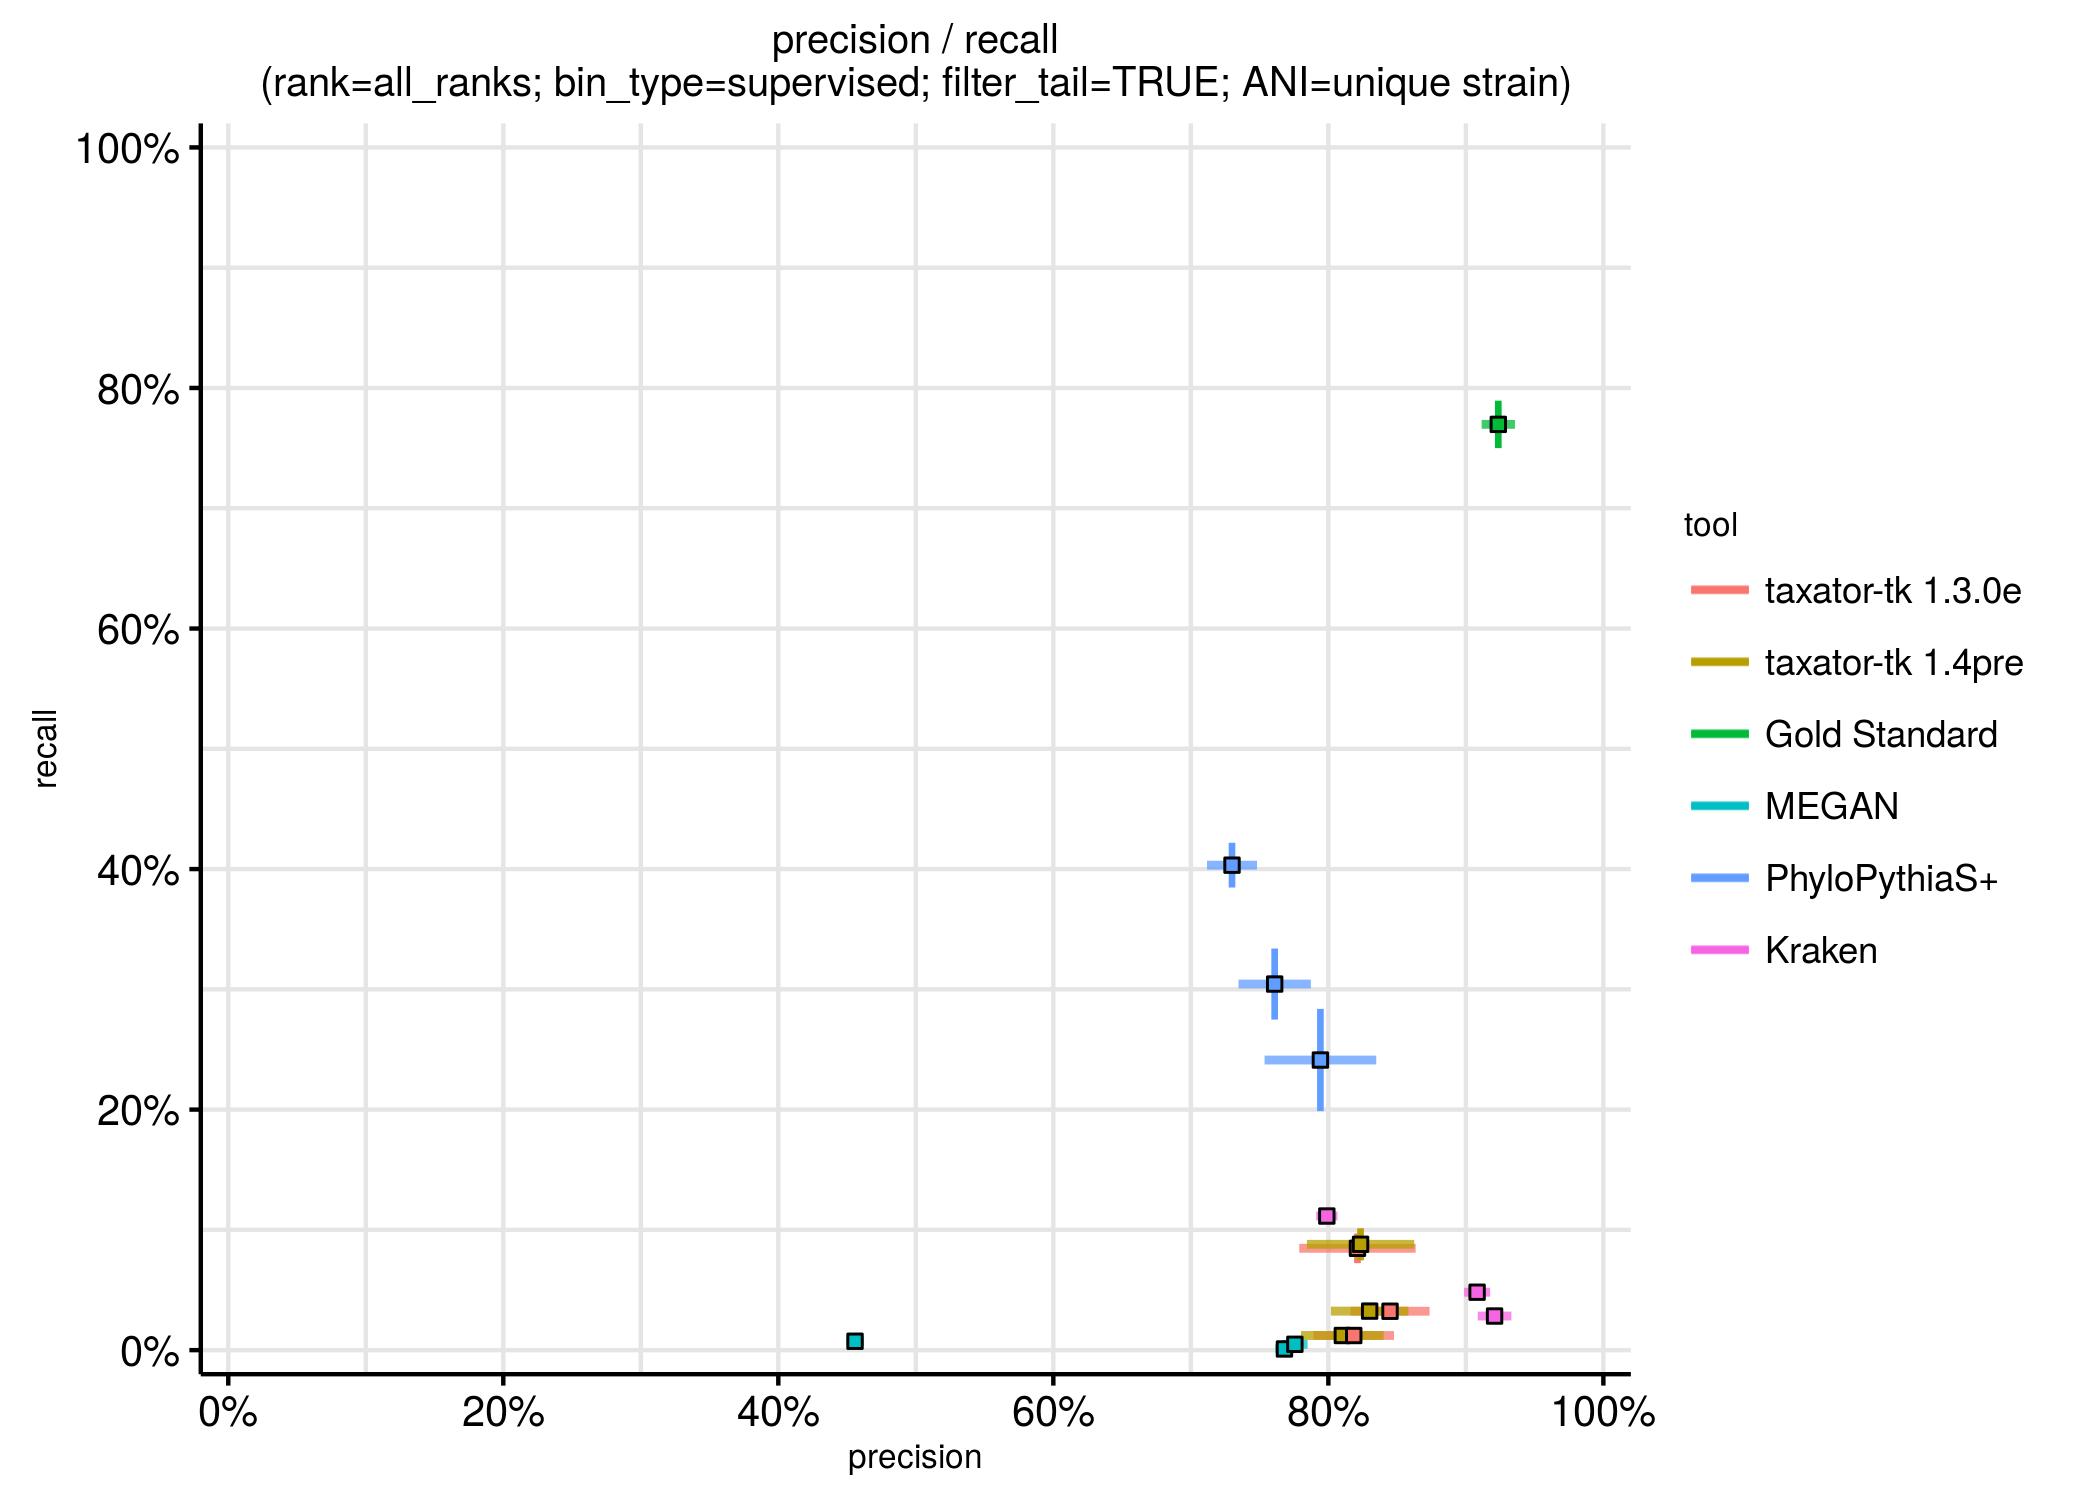 precision / recall
(rank=all_ranks; bin_type=supervised; filter_tail=TRUE; ANI=unique strain)
100%
80%
60%
40%
20%
0%
recall
0%
20%
40%
60%
80%
100%
precision
tool
taxator-tk 1.3.0e
taxator-tk 1.4pre
Gold Standard
MEGAN
PhyloPythiaS+
Kraken